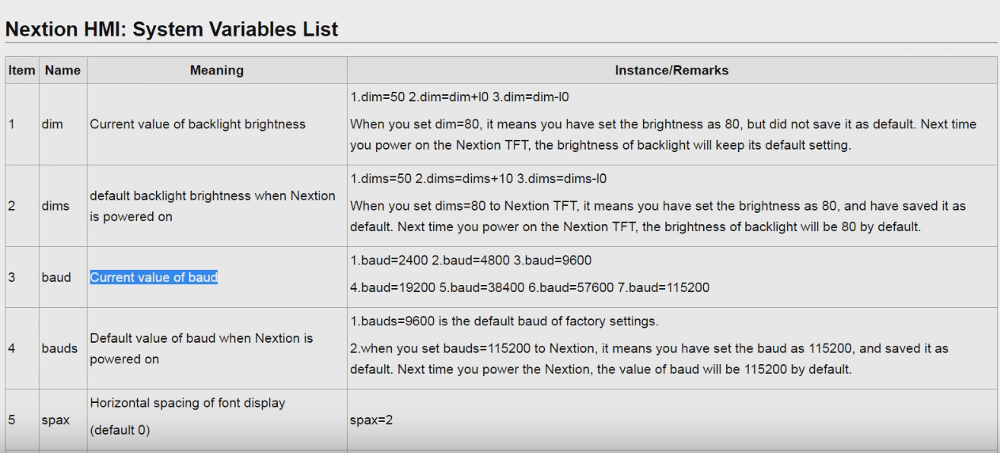 Nextion HMI: System Variables List
Item Name Meaning Instance/Remarks
1 dim Current value of backlight brightness
1.dim=50 2.dim=dim+l0 3.dim=dim-l0
When you set dim=80, it means you have set the brightness as 80, but did not save it as default. Next time
you power on the Nextion TFT, the brightness of backlight will keep its default setting.
2 dims
default backlight brightness when Nextion
is powered on
1.dims=50 2.dims=dims+10 3.dims=dims-l0
When you set dims=80 to Nextion TFT, it means you have set the brightness as 80, and have saved it as
default. Next time you power on the Nextion TFT, the brightness of backlight will be 80 by default.
3 baud Current value of baud
1.baud=2400 2.baud=4800 3.baud=9600
4.baud=19200 5.baud=38400 6.baud=57600 7.baud=115200
4 bauds
Default value of baud when Nextion is
powered on
1.bauds=9600 is the default baud of factory settings.
2.when you set bauds=115200 to Nextion, it means you have set the baud as 115200, and saved it as
default. Next time you power the Nextion, the value of baud will be 115200 by default.
5 spax
Horizontal spacing of font display
(default 0)
spax=2